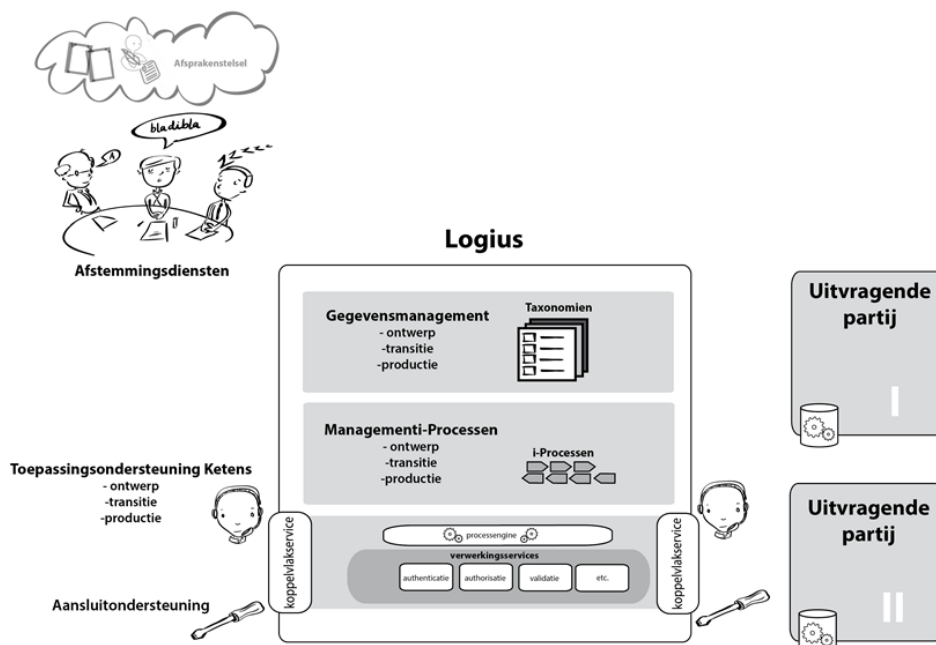 Afsprakenstelsel
bladibla
A
zzzzz
Afstemmingsdiensten
Logius
Gegevensmanagement
- ontwerp
-transitie
-productie
Taxonomien
Managementi-Processen
- ontwerp
-transitie
-productie
i-Processen
Toepassingsondersteuning Ketens
- ontwerp
-transitie
-productie
koppelvlakservice
processengine
verwerkingsservices
authenticatie
authorisatie
validatie
etc.
koppelvlakservice
Aansluitondersteuning
Uitvragende
partij
I
Uitvragende
partij
II